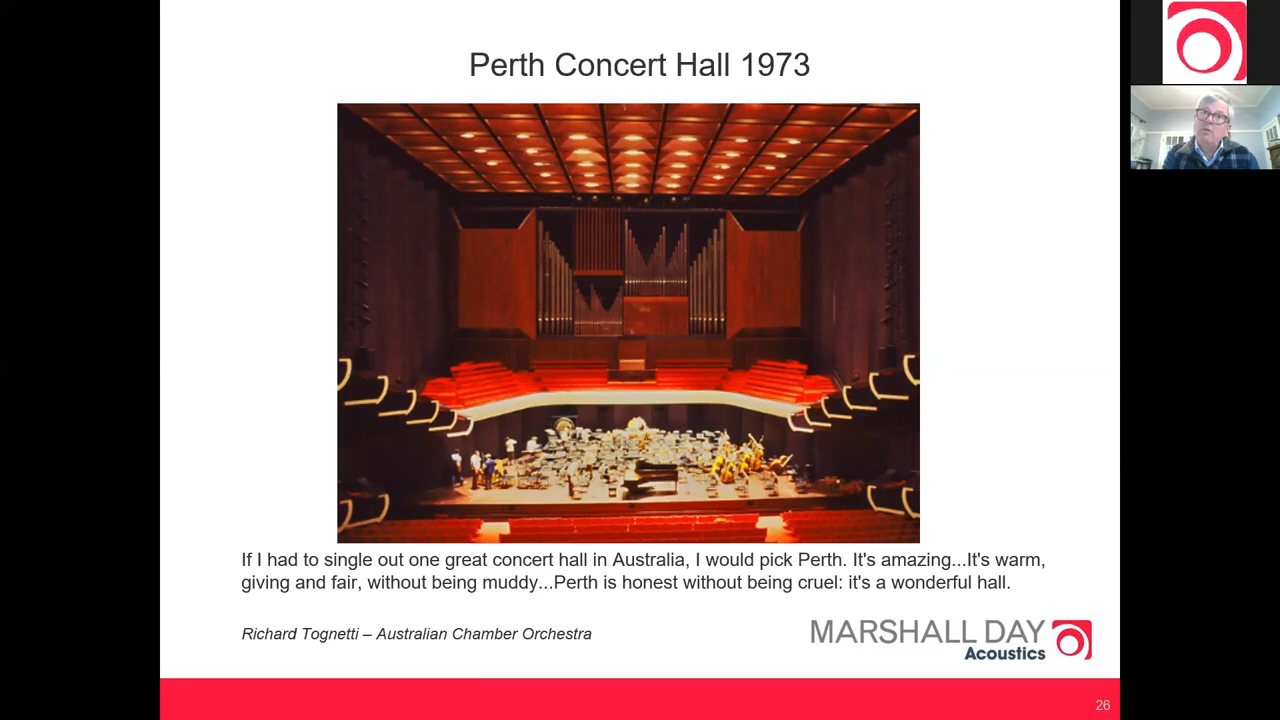 Perth Concert Hall 1973
If I had to single out one great concert hall in Australia, I would pick Perth. It's amazing...It's warm,
giving and fair, without being muddy...Perth is honest without being cruel: it's a wonderful hall.
Richard Tognetti – Australian Chamber Orchestra
MARSHALL DAY
Acoustics
26